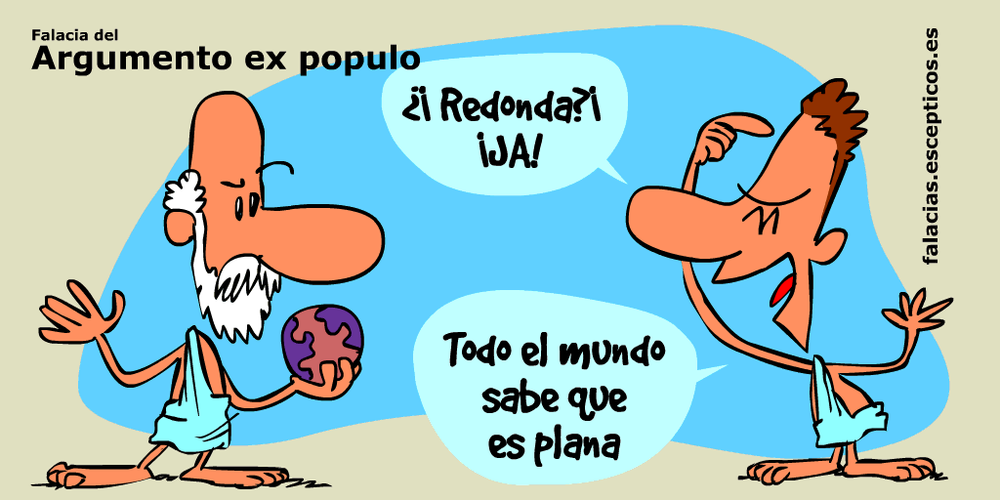 Falacia del
Argumento ex populo
¿¡ Redonda?¡
¡JA!
Todo el mundo
sabe que
es plana
falacias.escepticos.es